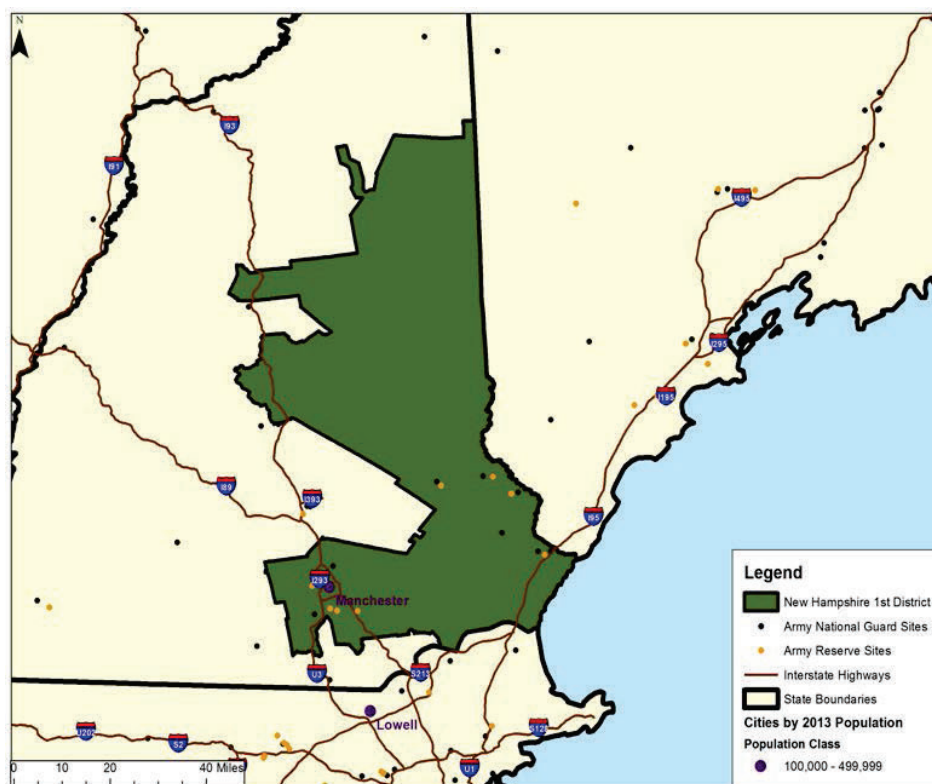 N
I93
I91
I495
I295
I195
I89
I393
I95
I293
Manchester
U3
S213
Lowell
U202
S2
S128
U1
0 10 20 40 Miles
Legend
New Hampshire 1st District
Army National Guard Sites
Army Reserve Sites
Interstate Highways
State Boundaries
Cities by 2013 Population
Population Class
100,000 - 499,999